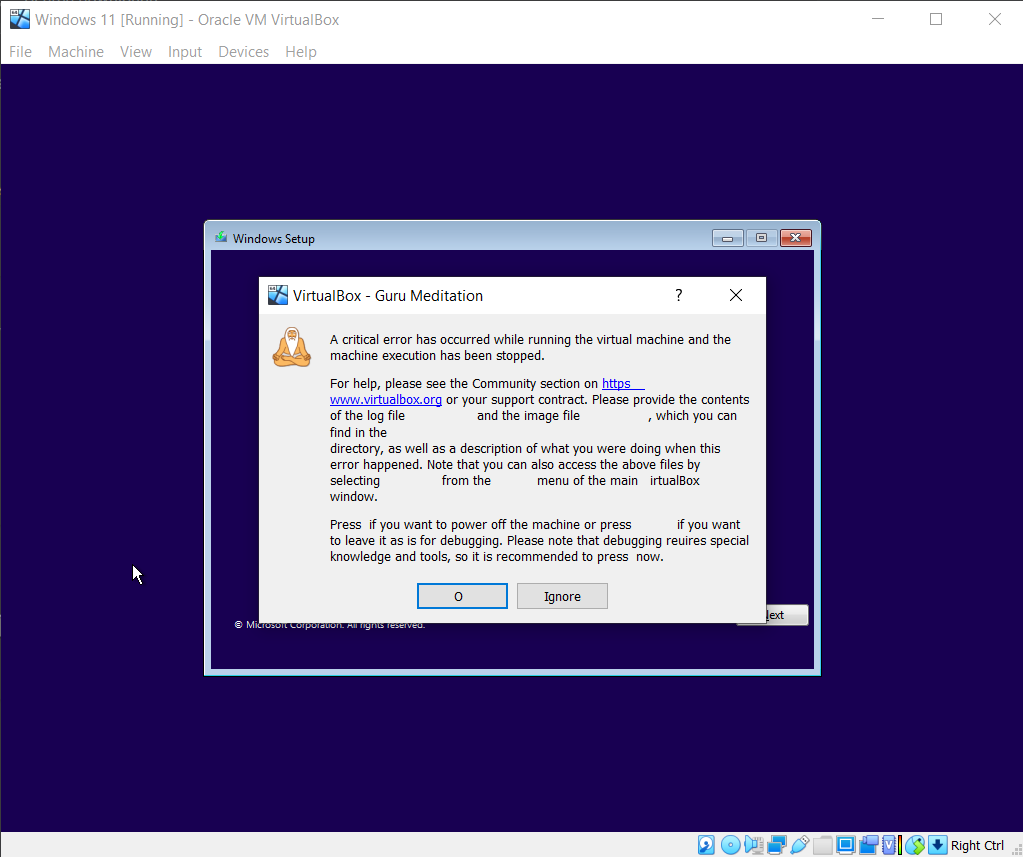 Windows 11 [Running] - Oracle VM VirtualBox
File Machine View Input Devices Help
Windows Setup
VirtualBox - Guru Meditation ?
A critical error has occurred while running the virtual machine and the
machine execution has been stopped.
For help, please see the Community section on https
www.virtualbox.org or your support contract. Please provide the contents
of the log file and the image file , which you can
find in the
directory, as well as a description of what you were doing when this
error happened. Note that you can also access the above files by
selecting from the menu of the main irtualBox
window.
Press if you want to power off the machine or press if you want
to leave it as is for debugging. Please note that debugging reuires special
knowledge and tools, so it is recommended to press now.
O Ignore
ext
© Microsoft Corporation. All rights reserved.
Right Ctrl